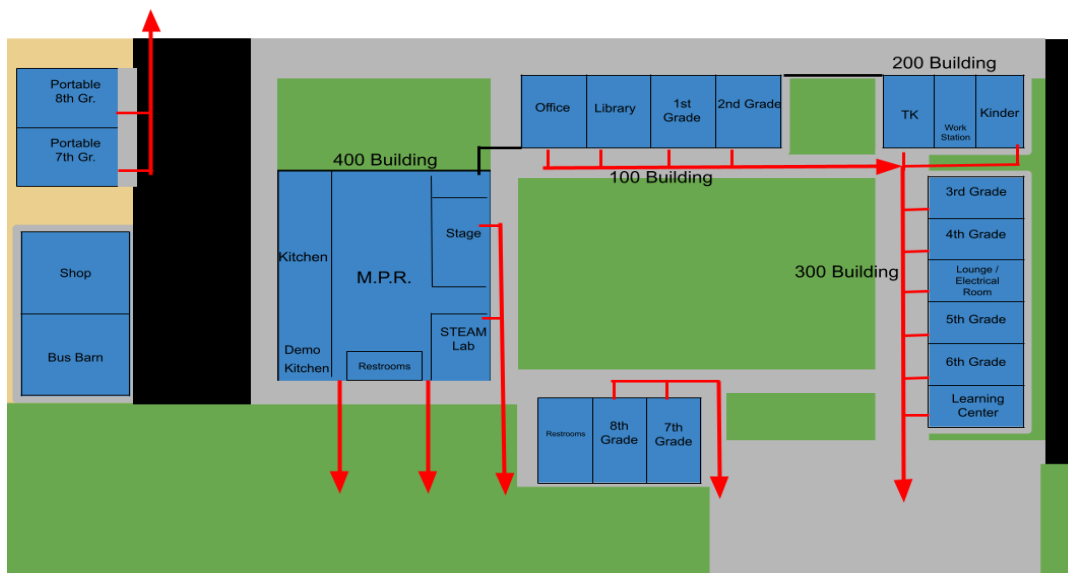 Portable
8th Gr.
Portable
7th Gr.
Shop
Bus Barn
400 Building
Kitchen
M.P.R.
Stage
STEAM
Lab
Demo
Kitchen
Restrooms
Office
Library
1st
Grade
2nd Grade
100 Building
200 Building
TK
Work
Station
Kinder
300 Building
3rd Grade
4th Grade
Lounge /
Electrical
Room
5th Grade
6th Grade
Learning
Center
Restrooms
8th
Grade
7th
Grade